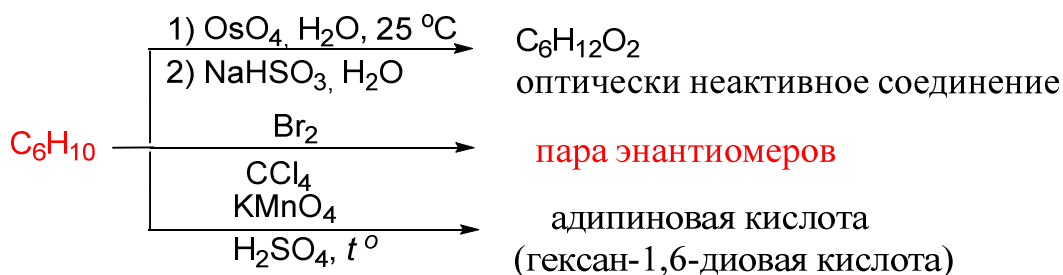 1) OsO4, H2O, 25 °C
2) NaHSO3, H2O
C6H12O2
оптически неактивное соединение
C6H10
Br2
CCl4
пара энантиомеров
KMnO4
H2SO4, t°
адипиновая кислота
(гексан-1,6-диовая кислота)